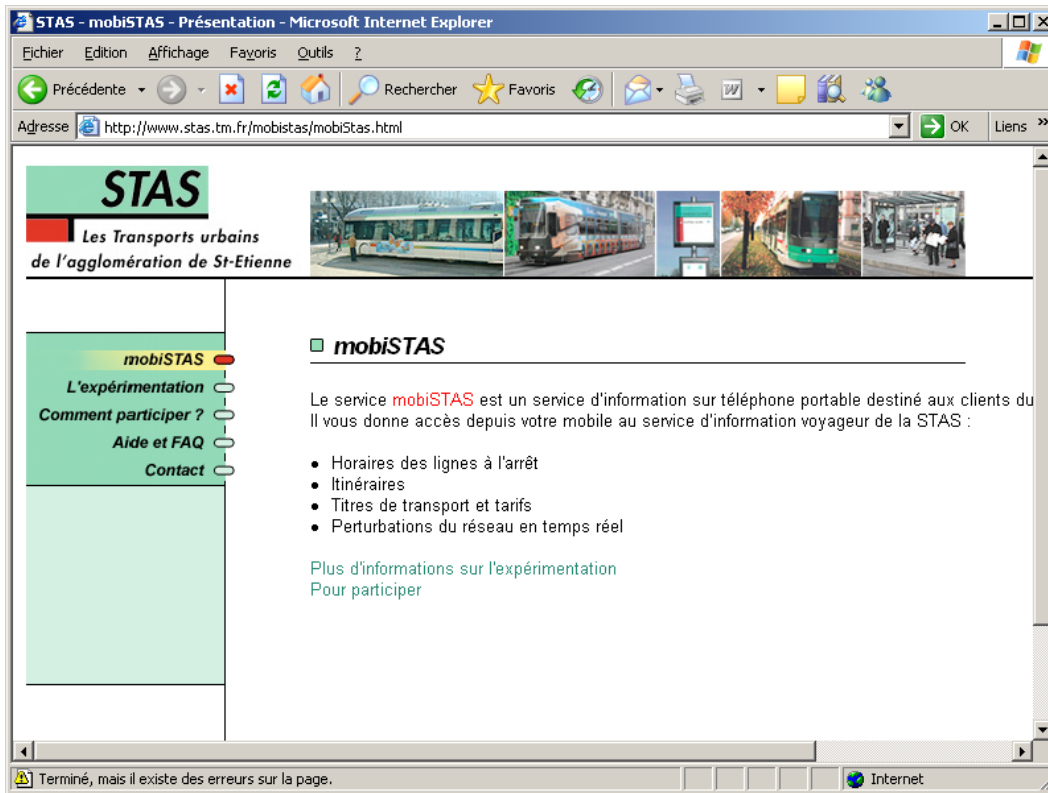 STAS - mobiSTAS - Présentation - Microsoft Internet Explorer
Fichier Edition Affichage Favoris Outils ?
Précédente Rechercher Favoris
Adresse http://www.stas.tm.fr/mobistas/mobiStas.html OK Liens »
STAS
Les Transports urbains
de l'agglomération de St-Etienne
mobiSTAS
L'expérimentation
Comment participer ?
Aide et FAQ
Contact
mobiSTAS
Le service mobiSTAS est un service d'information sur téléphone portable destiné aux clients du
Il vous donne accès depuis votre mobile au service d'information voyageur de la STAS :
● Horaires des lignes à l'arrêt
● Itinéraires
● Titres de transport et tarifs
● Perturbations du réseau en temps réel
Plus d'informations sur l'expérimentation
Pour participer
Terminé, mais il existe des erreurs sur la page. Internet